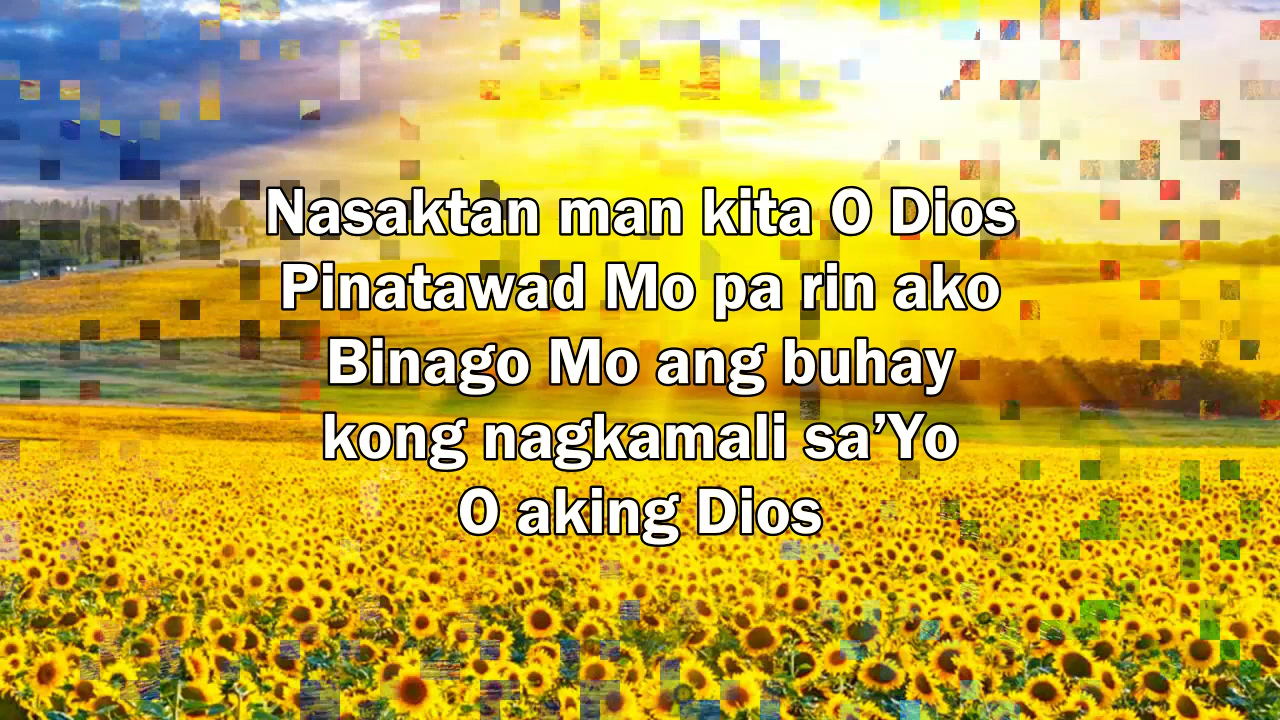 Nasaktan man kita O Dios
Pinatawad Mo pa rin ako
Binago Mo ang buhay
kong nagkamali sa’Yo
O aking Dios